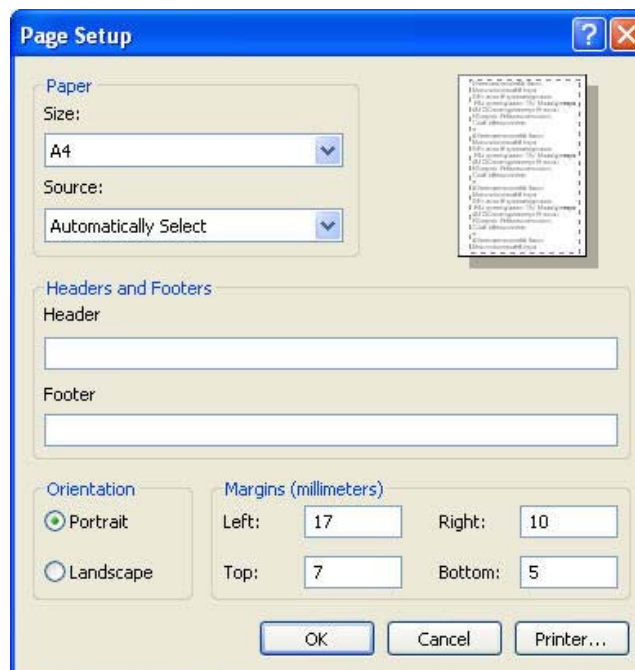 Page Setup
Paper
Size:
A4
Source:
Automatically Select
Headers and Footers
Header
Footer
Orientation
Portrait
Landscape
Margins (millimeters)
Left: 17 Right: 10
Top: 7 Bottom: 5
OK Cancel Printer...